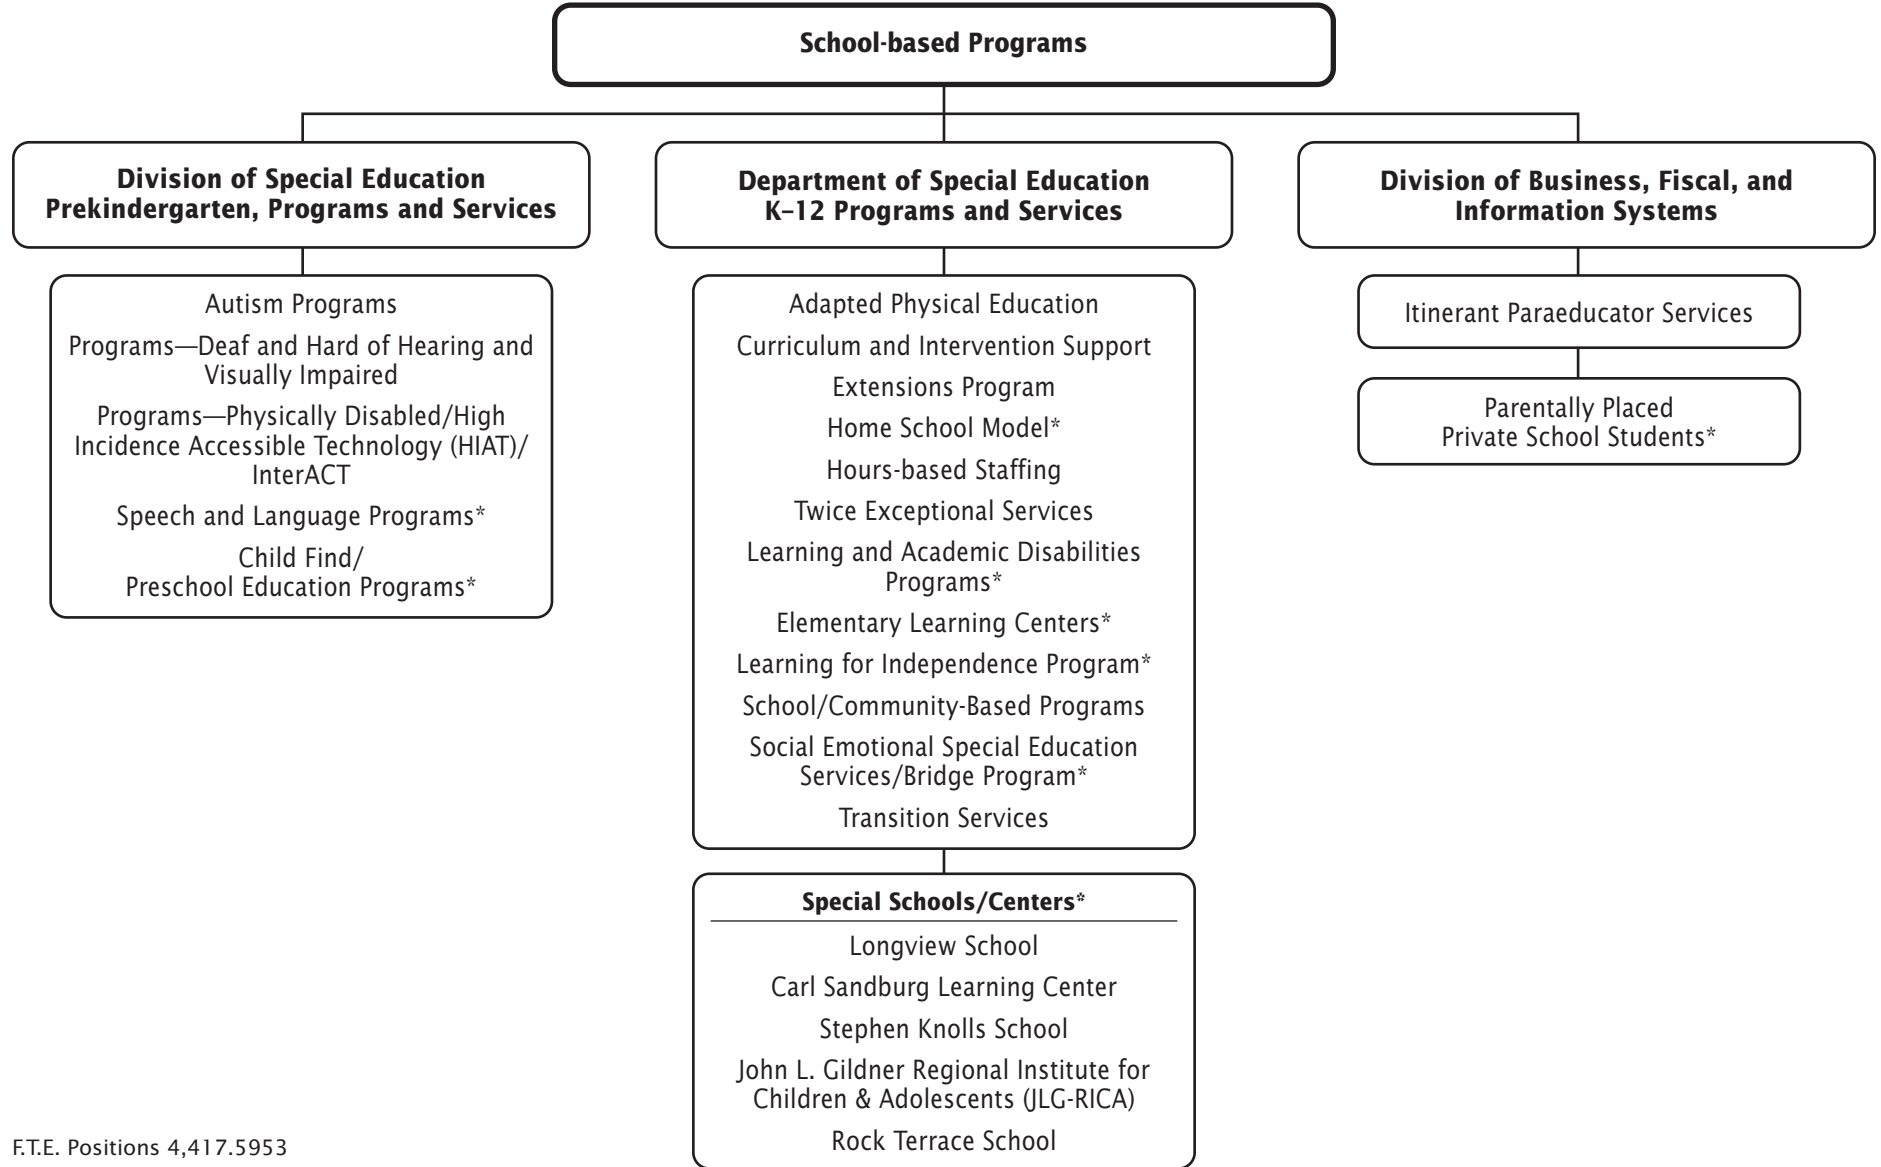 School-based Programs
Division of Special Education
Prekindergarten, Programs and Services
Autism Programs
Programs—Deaf and Hard of Hearing and
Visually Impaired
Programs—Physically Disabled/High
Incidence Accessible Technology (HIAT)/
InterACT
Speech and Language Programs*
Child Find/
Preschool Education Programs*
Department of Special Education
K–12 Programs and Services
Adapted Physical Education
Curriculum and Intervention Support
Extensions Program
Home School Model*
Hours-based Staffing
Twice Exceptional Services
Learning and Academic Disabilities
Programs*
Elementary Learning Centers*
Learning for Independence Program*
School/Community-Based Programs
Social Emotional Special Education
Services/Bridge Program*
Transition Services
Special Schools/Centers*
Longview School
Carl Sandburg Learning Center
Stephen Knolls School
John L. Gildner Regional Institute for
Children & Adolescents (JLG-RICA)
Rock Terrace School
Division of Business, Fiscal, and
Information Systems
Itinerant Paraeducator Services
Parentally Placed
Private School Students*
F.T.E. Positions 4,417.5953